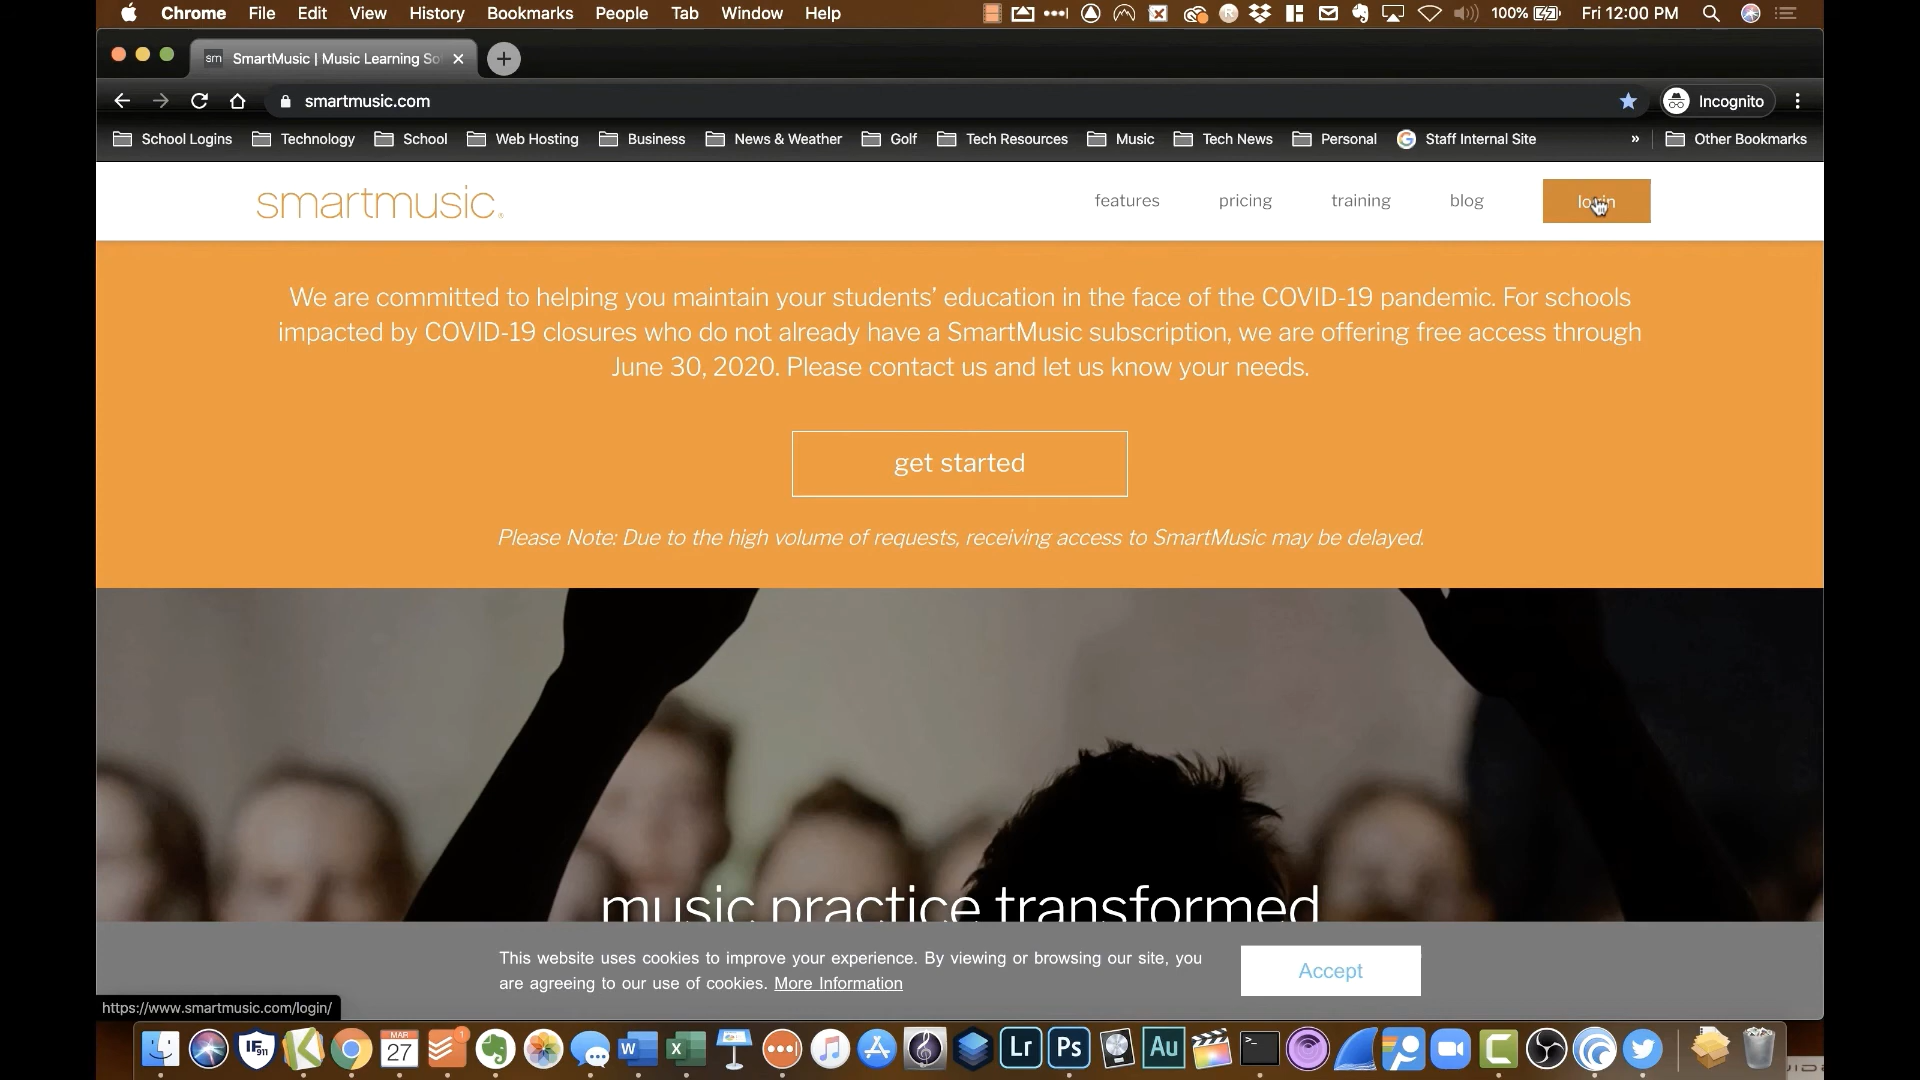 Chrome File Edit View History Bookmarks People Tab Window Help 100% Fri 12:00 PM
sm SmartMusic | Music Learning So
smartmusic.com Incognito
School Logins Technology School Web Hosting Business News & Weather Golf Tech Resources Music Tech News Personal Staff Internal Site » Other Bookmarks
smartmusic. features pricing training blog login
We are committed to helping you maintain your students’ education in the face of the COVID-19 pandemic. For schools
impacted by COVID-19 closures who do not already have a SmartMusic subscription, we are offering free access through
June 30, 2020. Please contact us and let us know your needs.
get started
Please Note: Due to the high volume of requests, receiving access to SmartMusic may be delayed.
music practice transformed
This website uses cookies to improve your experience. By viewing or browsing our site, you
are agreeing to our use of cookies. More Information
Accept
https://www.smartmusic.com/login/
IF 911 MAR 27 1 W X Lr Ps Au